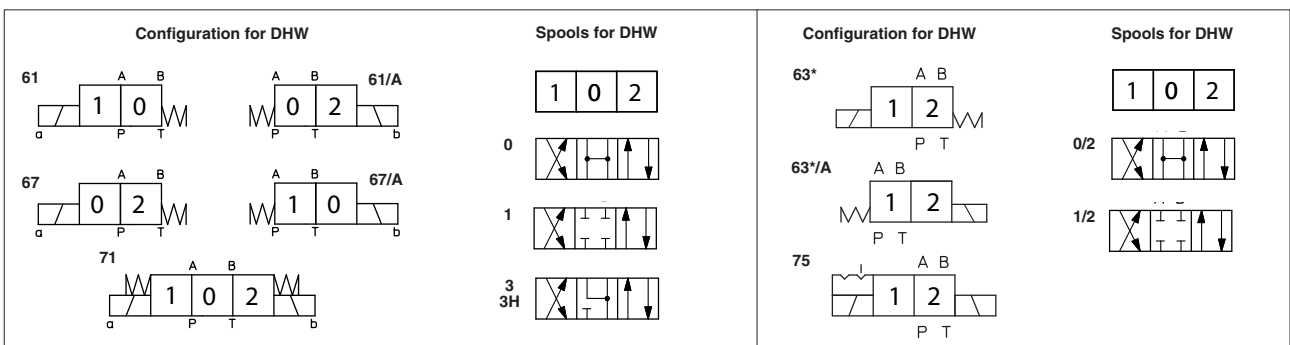 Configuration for DHW
Spools for DHW
61
A B
1 0
a P T
A B
61/A
0 2
P T b
67
A B
0 2
a P T
A B
67/A
1 0
P T b
71
A B
1 0 2
a P T b
1 0 2
0
1
3
3H
Configuration for DHW
Spools for DHW
63*
A B
1 2
P T
63*/A
A B
1 2
P T
75
A B
1 2
P T
1 0 2
0/2
1/2